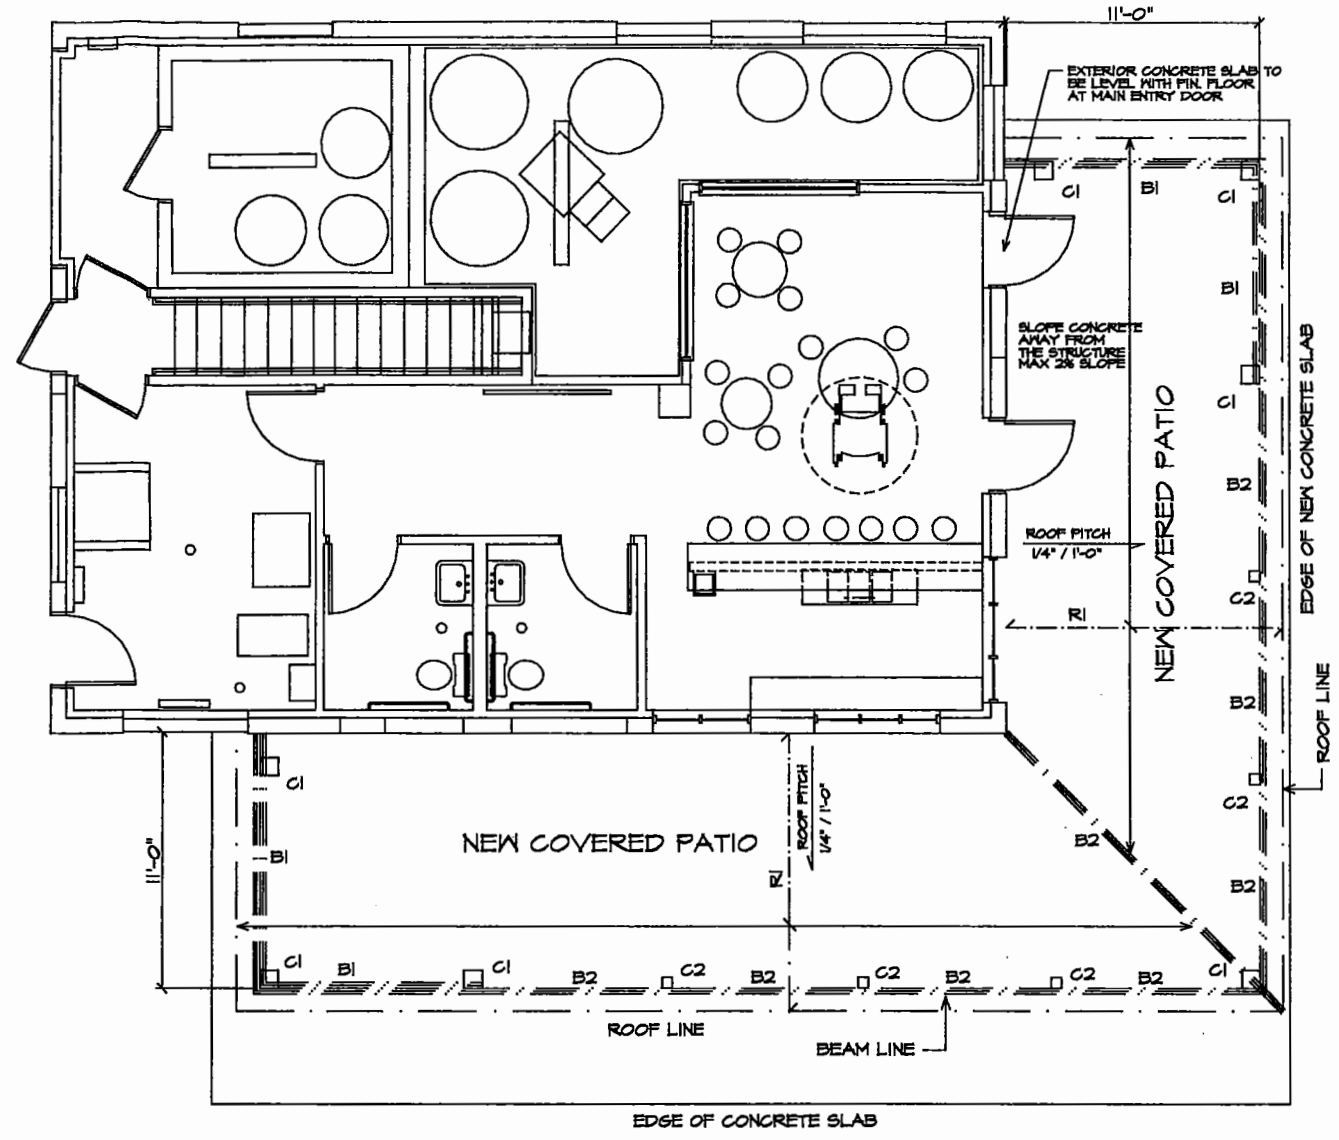 11'-0"
EXTERIOR CONCRETE SLAB TO
BE LEVEL WITH FIN. FLOOR
AT MAIN ENTRY DOOR
C1
B1
C1
B1
SLOPE CONCRETE
AWAY FROM
THE STRUCTURE
MAX 2% SLOPE
C1
EDGE OF NEW CONCRETE SLAB
NEW COVERED PATIO
B2
ROOF PITCH
1/4" / 1'-0"
C2
R1
B2
ROOF LINE
C2
B2
B2
C1
11'-0"
B1
NEW COVERED PATIO
ROOF PITCH
1/4" / 1'-0"
R1
C1
B1
C1
B2
C2
B2
C2
B2
C2
B2
C1
ROOF LINE
BEAM LINE
EDGE OF CONCRETE SLAB